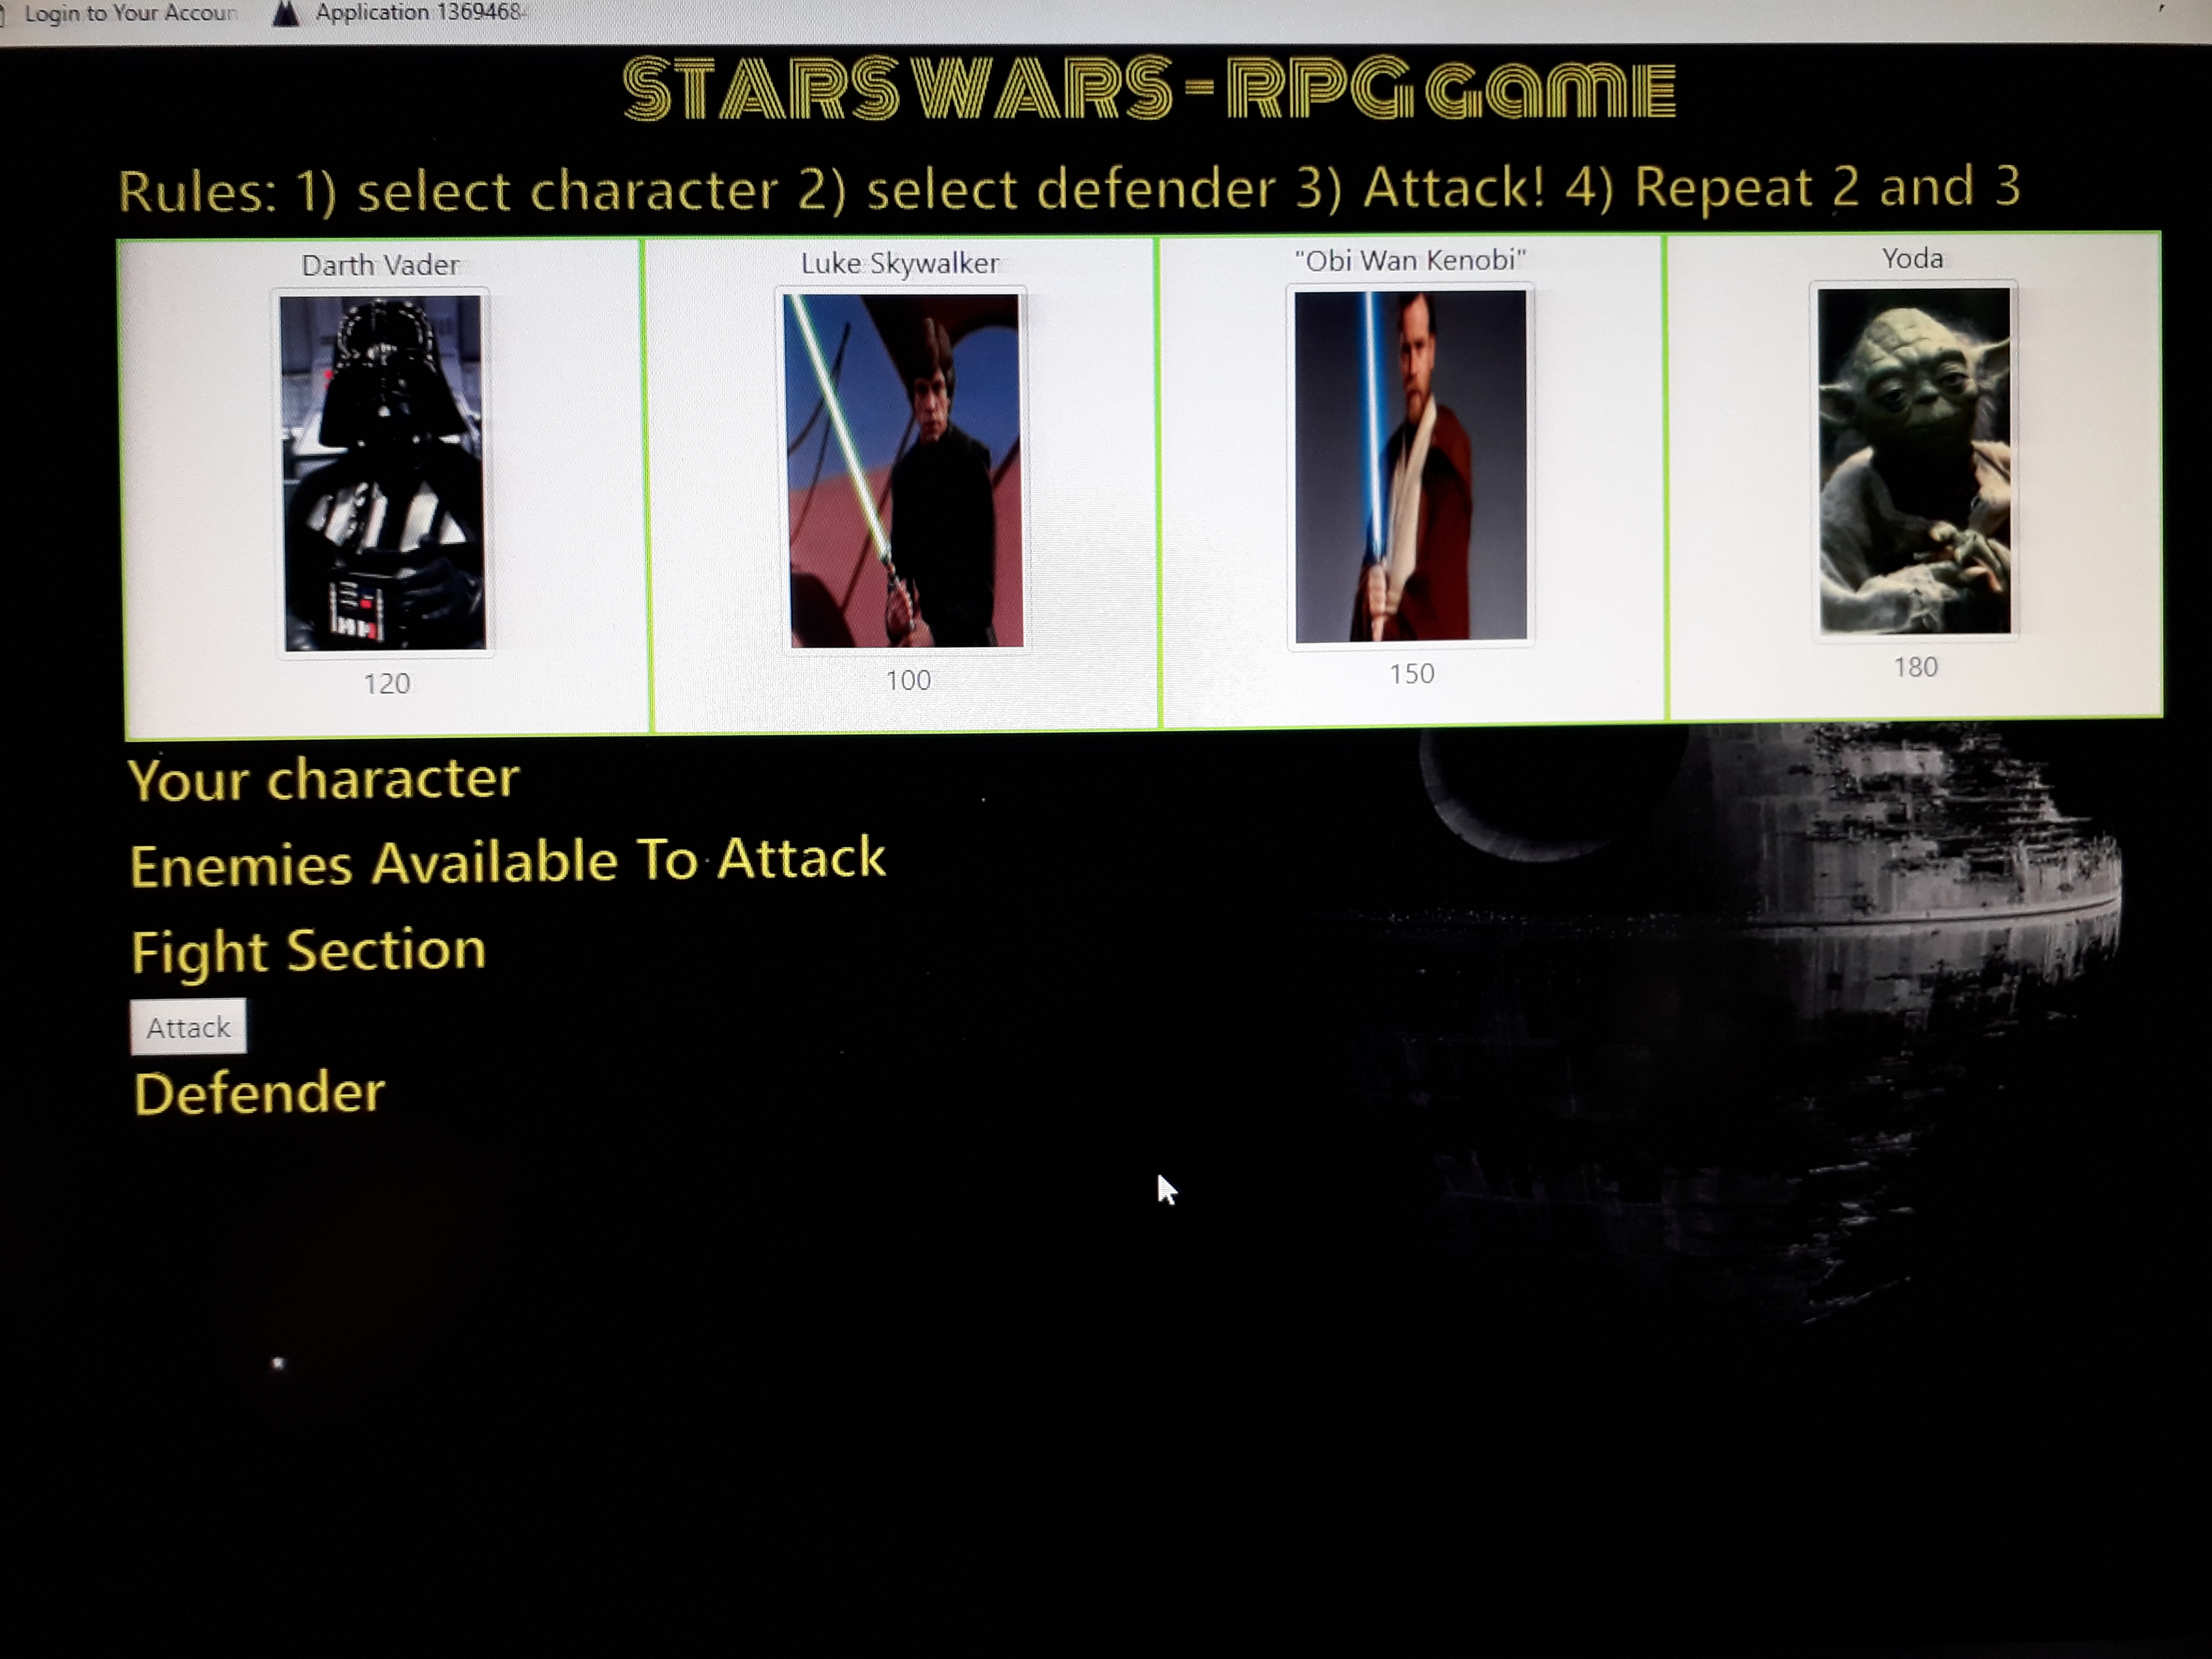 Login to Your Accoun
Application 1369468
STARS WARS - RPG Game
Rules: 1) select character 2) select defender 3) Attack! 4) Repeat 2 and 3
Darth Vader
Luke Skywalker
"Obi Wan Kenobi"
Yoda
120
100
150
180
Your character
Enemies Available To Attack
Fight Section
Attack
Defender